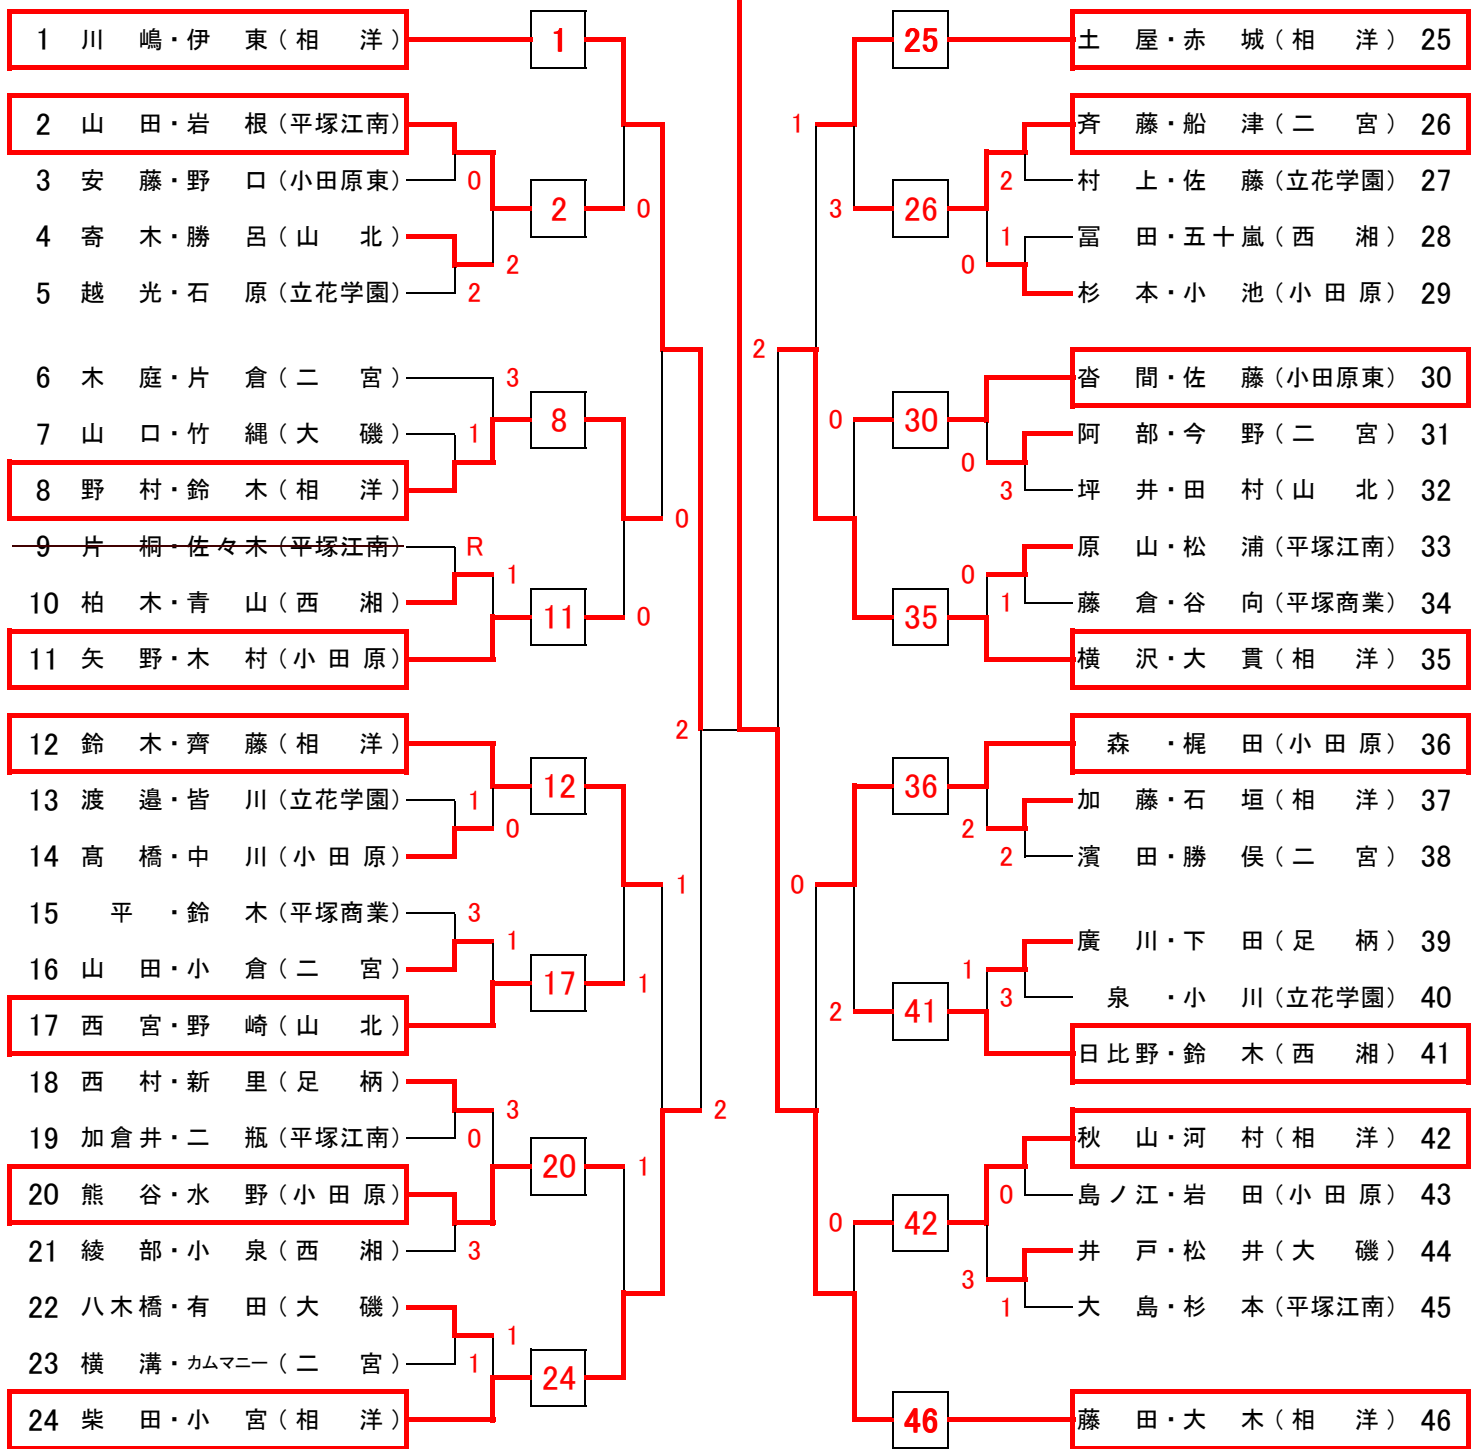 1 川 嶋・伊 東（相 洋）
1
2 山 田・岩 根（平塚江南）
3 安 藤・野 口（小田原東）
0
2
0
4 寄 木・勝 呂（山 北）
2
5 越 光・石 原（立花学園）
2
6 木 庭・片 倉（二 宮）
3
8
7 山 口・竹 縄（大 磯）
1
8 野 村・鈴 木（相 洋）
0
9 片 桐・佐々木（平塚江南）
R
1
10 柏 木・青 山（西 湘）
11
0
11 矢 野・木 村（小 田 原）
2
12 鈴 木・齊 藤（相 洋）
12
13 渡 邉・皆 川（立花学園）
1
0
14 髙 橋・中 川（小 田 原）
1
15 平 ・鈴 木（平塚商業）
3
1
16 山 田・小 倉（二 宮）
17
1
17 西 宮・野 崎（山 北）
18 西 村・新 里（足 柄）
3
2
19 加倉井・二 瓶（平塚江南）
0
20
1
20 熊 谷・水 野（小 田 原）
21 綾 部・小 泉（西 湘）
3
22 八木橋・有 田（大 磯）
1
23 横 溝・カムマニー（二 宮）
1
24
24 柴 田・小 宮（相 洋）
25
土 屋・赤 城（相 洋） 25
1
斉 藤・船 津（二 宮） 26
2
村 上・佐 藤（立花学園） 27
3
26
1
冨 田・五十嵐（西 湘） 28
0
杉 本・小 池（小 田 原） 29
2
沓 間・佐 藤（小田原東） 30
0
30
阿 部・今 野（二 宮） 31
0
3
坪 井・田 村（山 北） 32
原 山・松 浦（平塚江南） 33
0
1
藤 倉・谷 向（平塚商業） 34
35
横 沢・大 貫（相 洋） 35
森 ・梶 田（小 田 原） 36
36
加 藤・石 垣（相 洋） 37
2
2
濱 田・勝 俣（二 宮） 38
0
廣 川・下 田（足 柄） 39
1
3
泉 ・小 川（立花学園） 40
2
41
日比野・鈴 木（西 湘） 41
秋 山・河 村（相 洋） 42
0
島ノ江・岩 田（小 田 原） 43
0
42
井 戸・松 井（大 磯） 44
3
1
大 島・杉 本（平塚江南） 45
46
藤 田・大 木（相 洋） 46